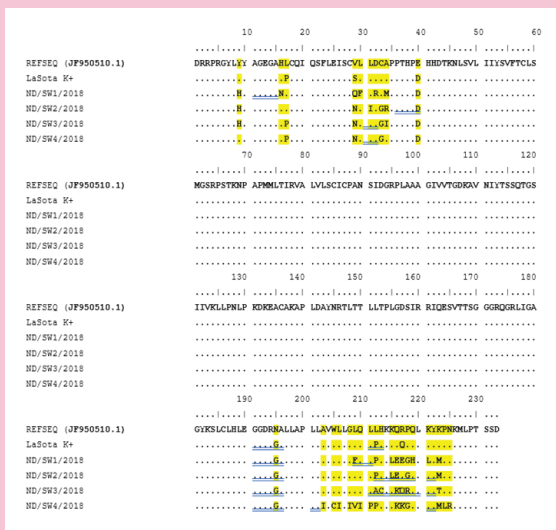 10 20 30 40 50 60
....|....| ....|....| ....|....| ....|....| ....|....| ....|....|
REFSEQ (JF950510.1) DRRPRGYLYY AGEGAHLCQI QSFLEISCVL LDCAPPTHPE HHDTKNLSVL IIYSVFTCLS
LaSota K+ .......... ......P... ........S. .........D .......... ..........
ND/SW1/2018 ........H. .....N.... ........QF .R.M.....D .......... ..........
ND/SW2/2018 ........H. .......... ........N. I.GR.....D .......... ..........
ND/SW3/2018 ........H. ......P... ........N. ..GI.....D .......... ..........
ND/SW4/2018 .......... ......P... ........N. ..G......D .......... ..........
70 80 90 100 110 120
....|....| ....|....| ....|....| ....|....| ....|....| ....|....|
REFSEQ (JF950510.1) MGSRPSTKNP APMMLTIRVA LVLSCICPAN SIDGRPLAAA GIVVTGDKAV NIYTSSQTGS
LaSota K+ .......... .......... .......... .......... .......... ..........
ND/SW1/2018 .......... .......... .......... .......... .......... ..........
ND/SW2/2018 .......... .......... .......... .......... .......... ..........
ND/SW3/2018 .......... .......... .......... .......... .......... ..........
ND/SW4/2018 .......... .......... .......... .......... .......... ..........
130 140 150 160 170 180
....|....| ....|....| ....|....| ....|....| ....|....| ....|....|
REFSEQ (JF950510.1) IIVKLLPNLP KDKEACAKAP LDAYNRTLTT LLTPLGDSIR RIQESVTTSG GGRQGRLIGA
LaSota K+ .......... .......... .......... .......... .......... ..........
ND/SW1/2018 .......... .......... .......... .......... .......... ..........
ND/SW2/2018 .......... .......... .......... .......... .......... ..........
ND/SW3/2018 .......... .......... .......... .......... .......... ..........
ND/SW4/2018 .......... .......... .......... .......... .......... ..........
190 200 210 220 230
....|....| ....|....| ....|....| ....|....| ....|....| ...
REFSEQ (JF950510.1) GYKSLCLHLE GGDRNALLAP LLAVWLLGLQ LLHKKQRPQL KYKPNKMLPT SSD
LaSota K+ .......... ....G..... .......... .P...Q.... .......... ...
ND/SW1/2018 .......... ....G..... .......F.. .P..LEEGH. L.M....... ...
ND/SW2/2018 .......... ....G..... .......... .P..LE.G.. L.M....... ...
ND/SW3/2018 .......... ....G..... .......... AC...KDR.. ..T....... ...
ND/SW4/2018 .......... ....G..... ..I.CI.IVI PP...KKG.. ..MLR..... ...